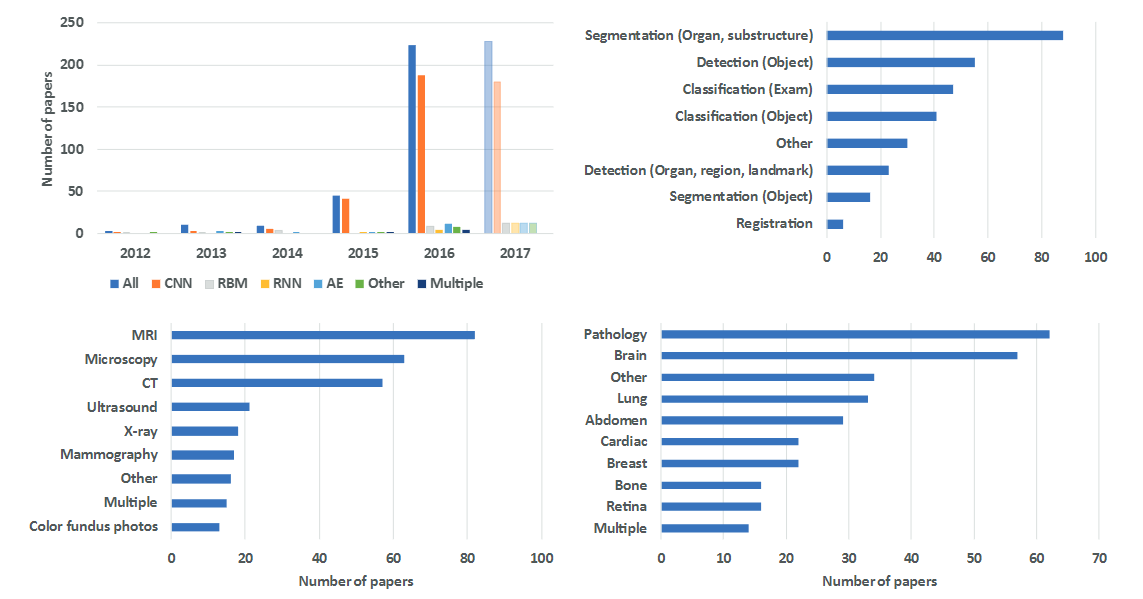 250
200
150
100
50
0
Number of papers
2012 2013 2014 2015 2016 2017
All CNN RBM RNN AE Other Multiple
Segmentation (Organ, substructure)
Detection (Object)
Classification (Exam)
Classification (Object)
Other
Detection (Organ, region, landmark)
Segmentation (Object)
Registration
0 20 40 60 80 100
MRI
Microscopy
CT
Ultrasound
X-ray
Mammography
Other
Multiple
Color fundus photos
0 20 40 60 80 100
Number of papers
Pathology
Brain
Other
Lung
Abdomen
Cardiac
Breast
Bone
Retina
Multiple
0 10 20 30 40 50 60 70
Number of papers